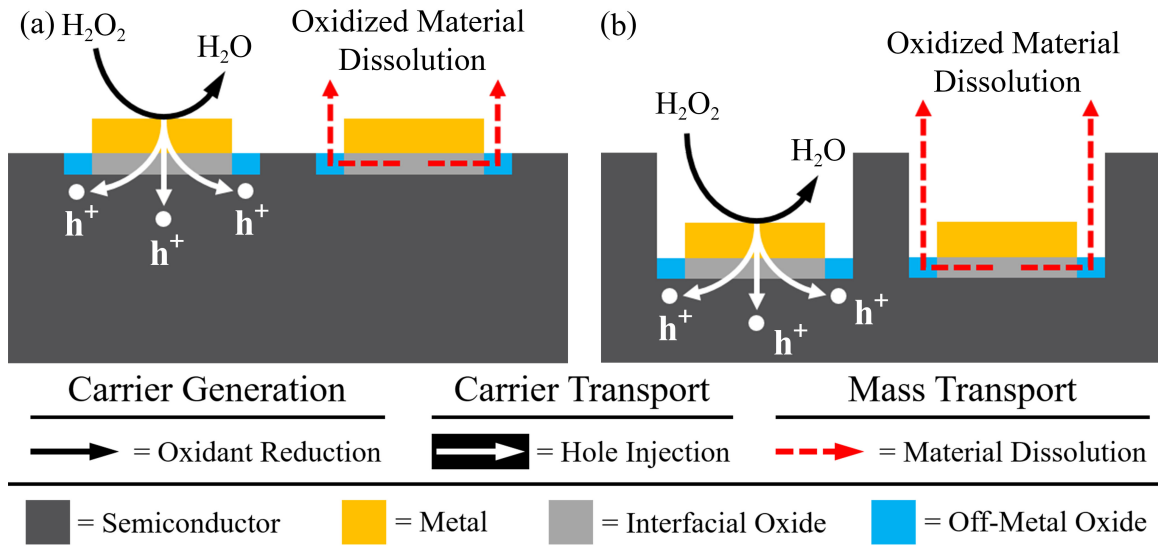 (a)
H₂O₂
H₂O
Oxidized Material
Dissolution
h⁺
h⁺
h⁺
(b)
Oxidized Material
Dissolution
H₂O₂
H₂O
h⁺
h⁺
h⁺
Carrier Generation
Carrier Transport
Mass Transport
= Oxidant Reduction
= Hole Injection
= Material Dissolution
= Semiconductor
= Metal
= Interfacial Oxide
= Off-Metal Oxide